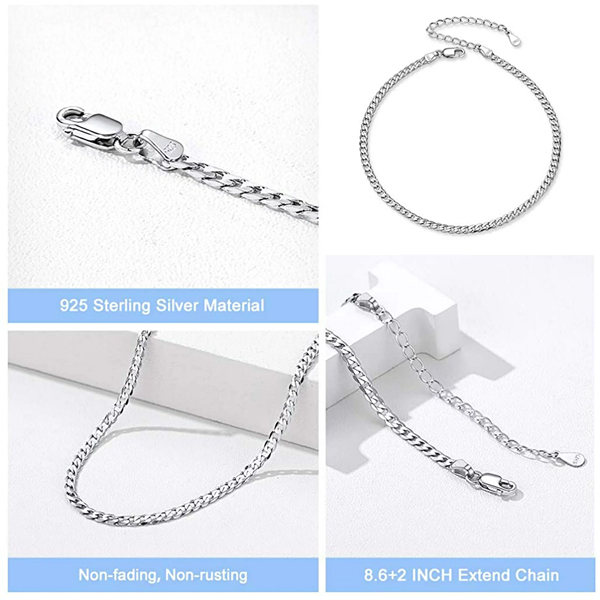 925 Sterling Silver Material
Non-fading, Non-rusting
8.6+2 INCH Extend Chain